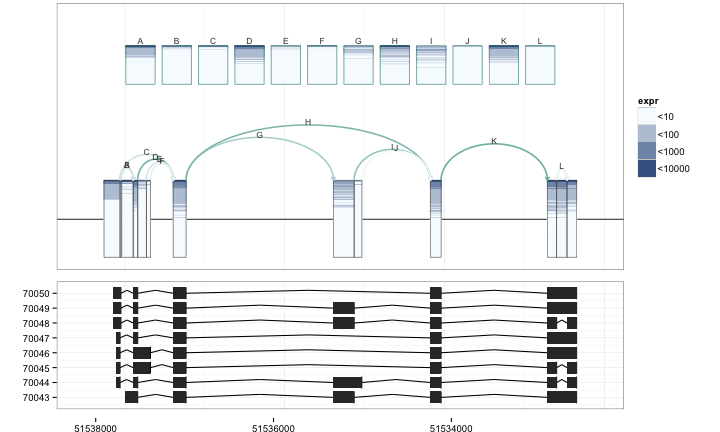 A B C D E F G H I J K L
expr
<10
<100
<1000
<10000
H
G
K
C
D
E
F
I
J
L
70050
70049
70048
70047
70046
70045
70044
70043
51538000 51536000 51534000